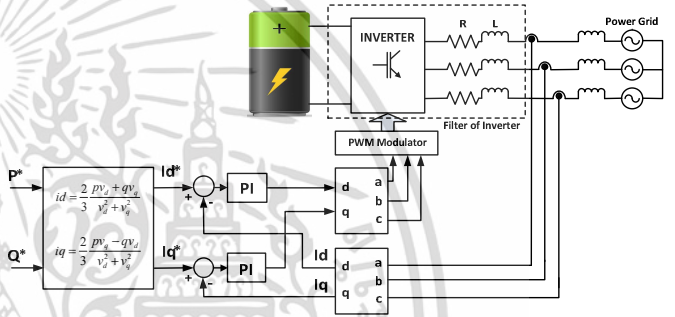 +
INVERTER
R L
Power Grid
Filter of Inverter
PWM Modulator
P*
Q*
id = 2/3 (pv_d + qv_q)/(v_d^2 + v_q^2)
iq = 2/3 (pv_q − qv_d)/(v_d^2 + v_q^2)
Id*
+
-
PI
Iq*
+
-
PI
d
q
a
b
c
Id
Iq
d
q
a
b
c